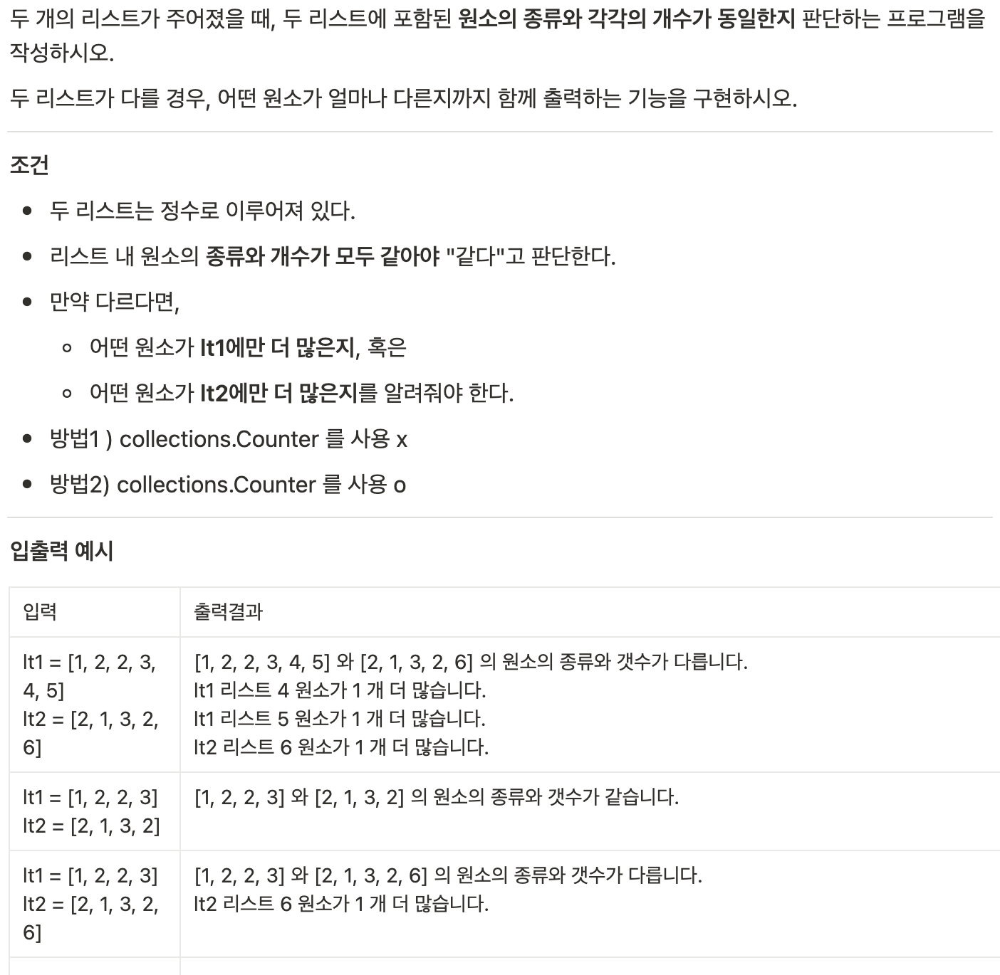 두 개의 리스트가 주어졌을 때, 두 리스트에 포함된 원소의 종류와 각각의 개수가 동일한지 판단하는 프로그램을
작성하시오.
두 리스트가 다를 경우, 어떤 원소가 얼마나 다른지까지 함께 출력하는 기능을 구현하시오.
조건
• 두 리스트는 정수로 이루어져 있다.
• 리스트 내 원소의 종류와 개수가 모두 같아야 "같다"고 판단한다.
• 만약 다르다면,
◦ 어떤 원소가 lt1에만 더 많은지, 혹은
◦ 어떤 원소가 lt2에만 더 많은지를 알려줘야 한다.
• 방법1 ) collections.Counter 를 사용 x
• 방법2) collections.Counter 를 사용 o
입출력 예시
입력
출력결과
lt1 = [1, 2, 2, 3,
4, 5]
lt2 = [2, 1, 3, 2,
6]
[1, 2, 2, 3, 4, 5] 와 [2, 1, 3, 2, 6] 의 원소의 종류와 갯수가 다릅니다.
lt1 리스트 4 원소가 1 개 더 많습니다.
lt1 리스트 5 원소가 1 개 더 많습니다.
lt2 리스트 6 원소가 1 개 더 많습니다.
lt1 = [1, 2, 2, 3]
lt2 = [2, 1, 3, 2]
[1, 2, 2, 3] 와 [2, 1, 3, 2] 의 원소의 종류와 갯수가 같습니다.
lt1 = [1, 2, 2, 3]
lt2 = [2, 1, 3, 2,
6]
[1, 2, 2, 3] 와 [2, 1, 3, 2, 6] 의 원소의 종류와 갯수가 다릅니다.
lt2 리스트 6 원소가 1 개 더 많습니다.